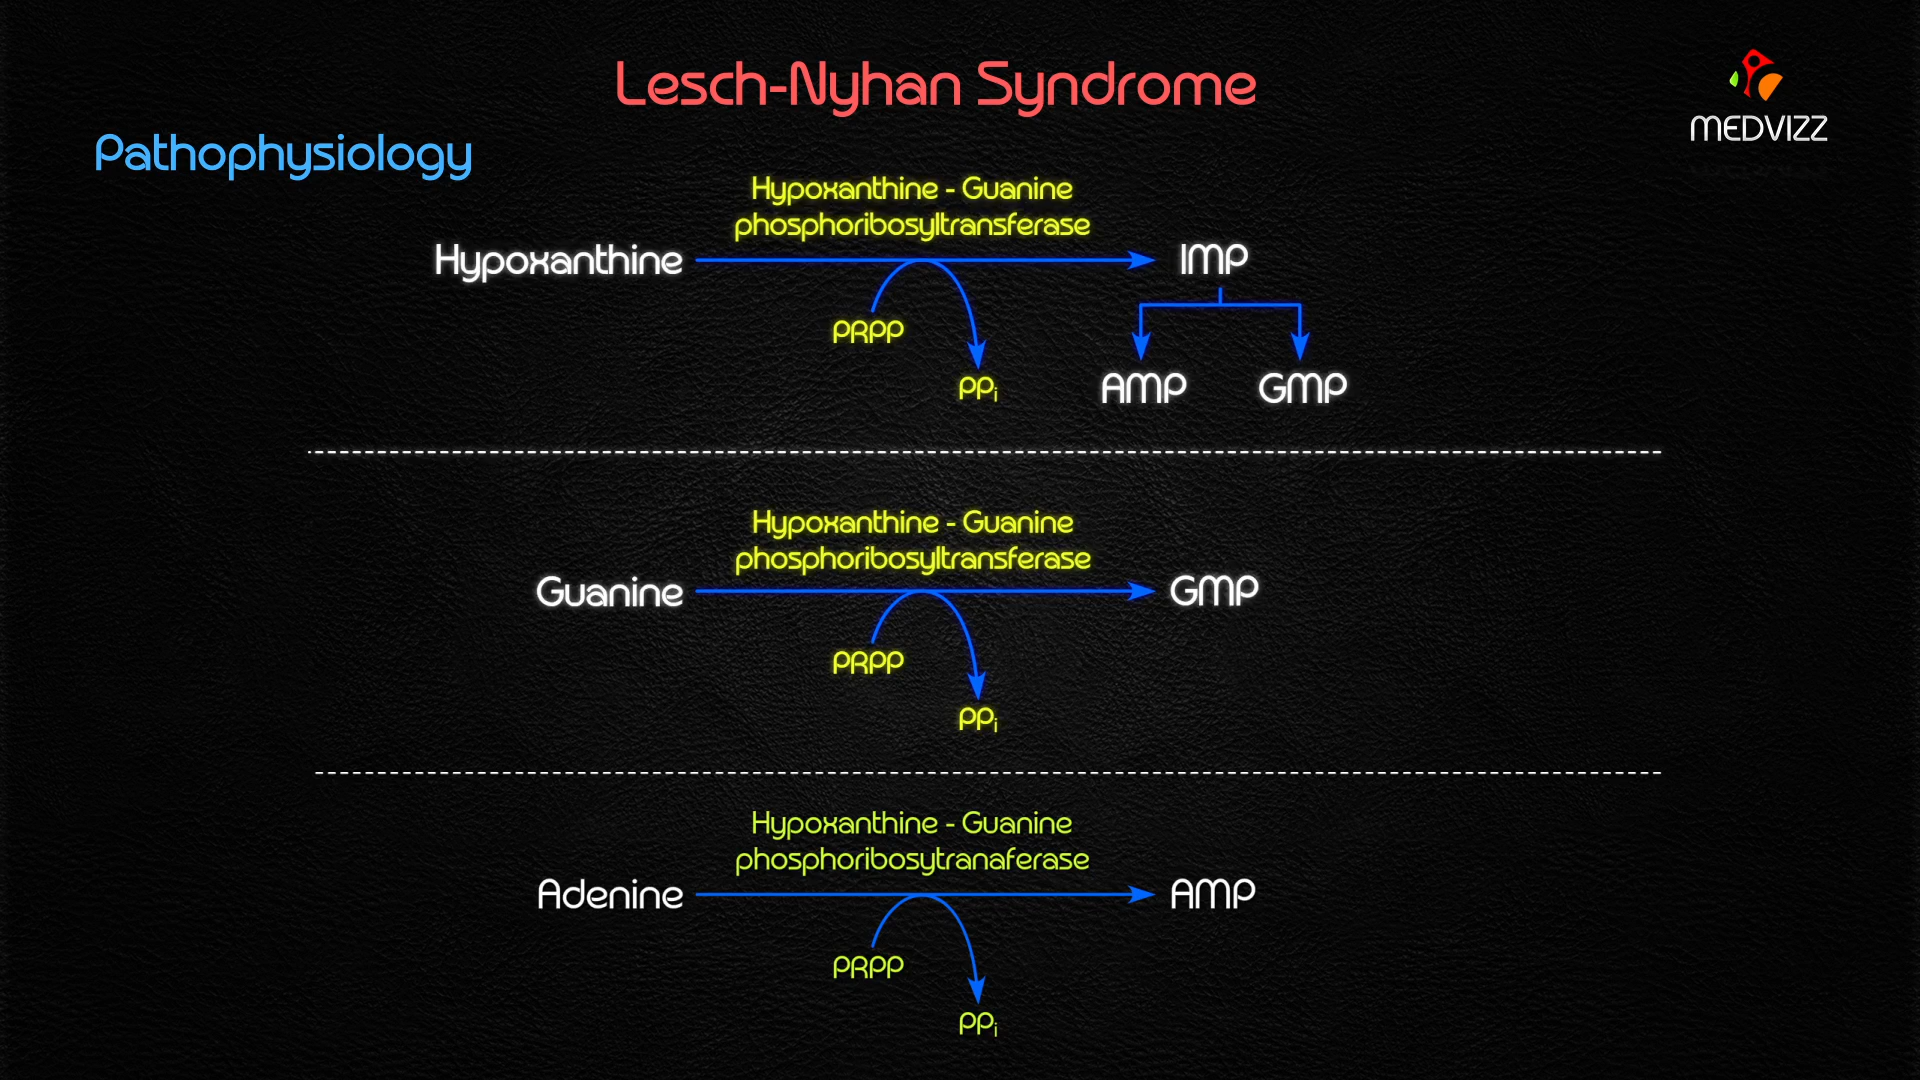 Lesch-Nyhan Syndrome
MEDVIZZ
Pathophysiology
Hypoxanthine - Guanine
phosphoribosyltransferase
Hypoxanthine
IMP
PRPP
PPi
AMP
GMP
Hypoxanthine - Guanine
phosphoribosyltransferase
Guanine
GMP
PRPP
PPi
Hypoxanthine - Guanine
phosphoribosytranaferase
Adenine
AMP
PRPP
PPi